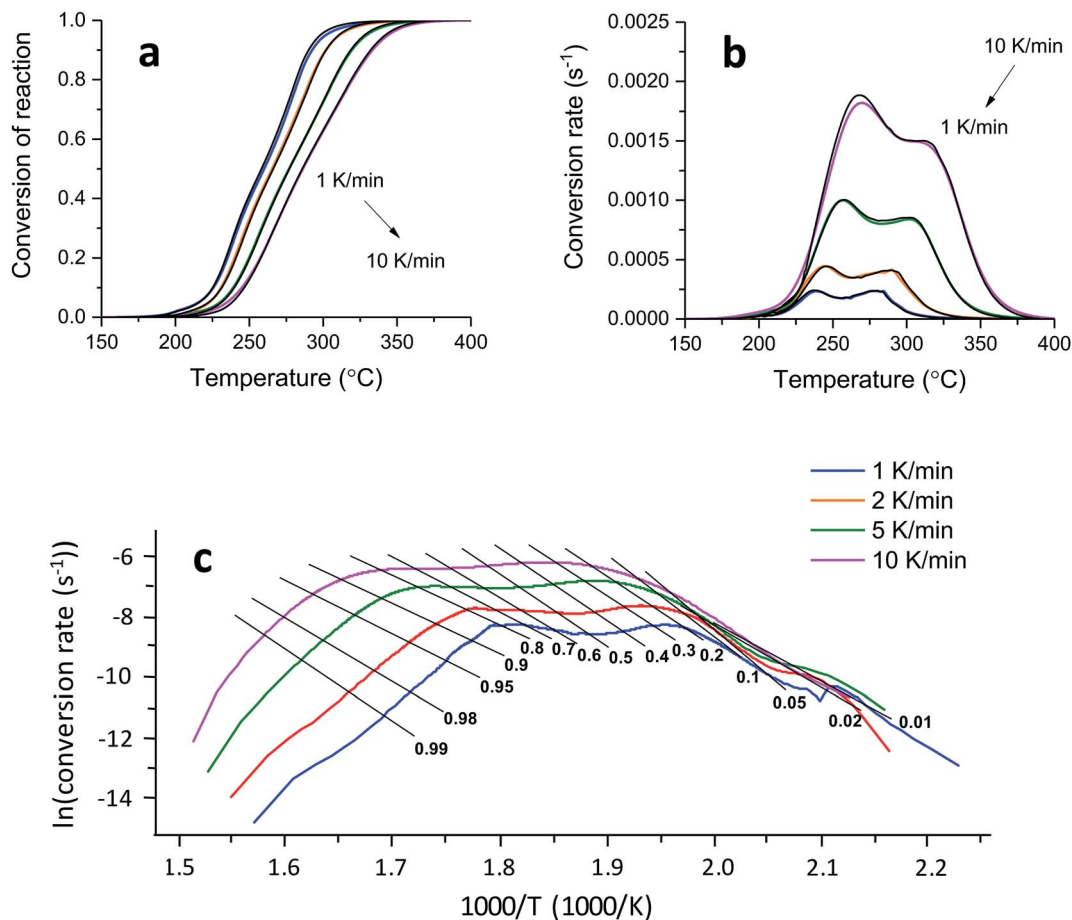 a
Conversion of reaction
1.0
0.8
0.6
0.4
0.2
0.0
1 K/min
10 K/min
150 200 250 300 350 400
Temperature (°C)
b
Conversion rate (s⁻¹)
0.0025
0.0020
0.0015
0.0010
0.0005
0.0000
10 K/min
1 K/min
150 200 250 300 350 400
Temperature (°C)
1 K/min
2 K/min
5 K/min
10 K/min
c
ln(conversion rate (s⁻¹))
-6
-8
-10
-12
-14
0.99
0.98
0.95
0.9
0.8
0.7
0.6
0.5
0.4
0.3
0.2
0.1
0.05
0.02
0.01
1.5 1.6 1.7 1.8 1.9 2.0 2.1 2.2
1000/T (1000/K)